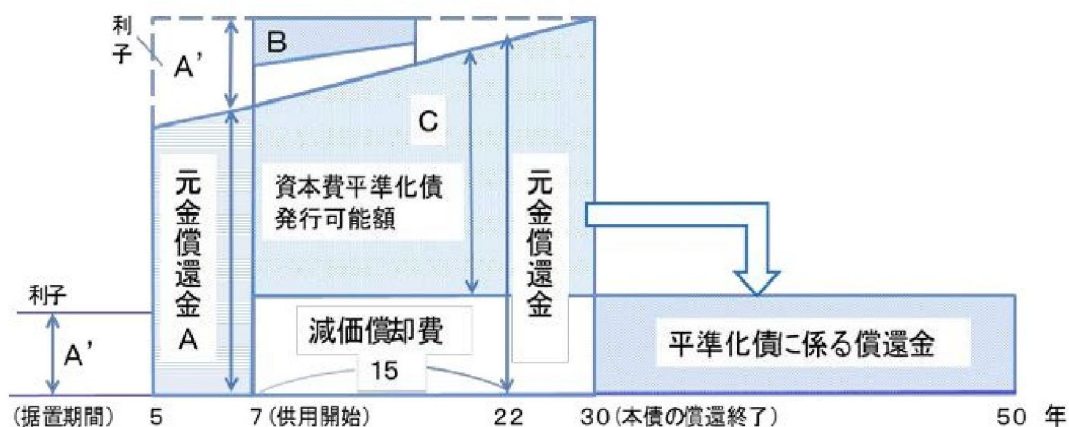 利子
A'
B
C
資本費平準化債
発行可能額
元金償還金
A
元金償還金
利子
A'
減価償却費
15
平準化債に係る償還金
(据置期間) 5 7(供用開始) 22 30(本債の償還終了) 50 年